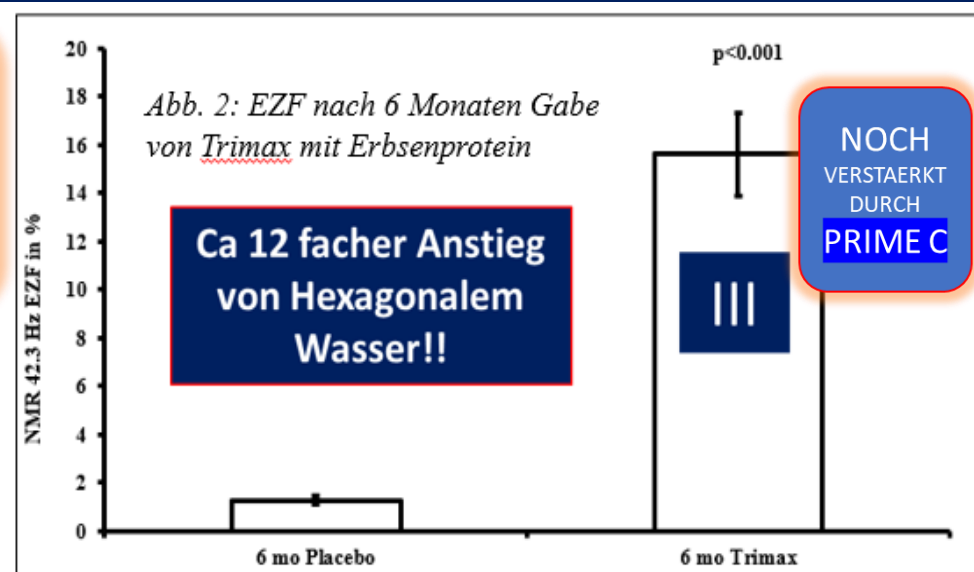 20
18
16
14
12
10
8
6
4
2
0
NMR 42.3 Hz EZF in %
Abb. 2: EZF nach 6 Monaten Gabe
von Trimax mit Erbsenprotein
Ca 12 facher Anstieg
von Hexagonalem
Wasser!!
p<0.001
III
NOCH
VERSTAERKT
DURCH
PRIME C
6 mo Placebo
6 mo Trimax